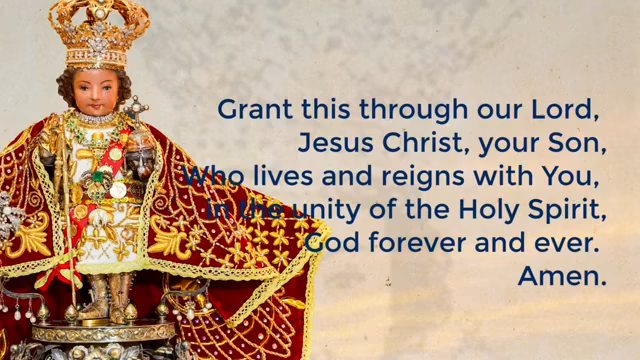 Grant this through our Lord,
Jesus Christ, your Son,
Who lives and reigns with You,
in the unity of the Holy Spirit,
God forever and ever.
Amen.